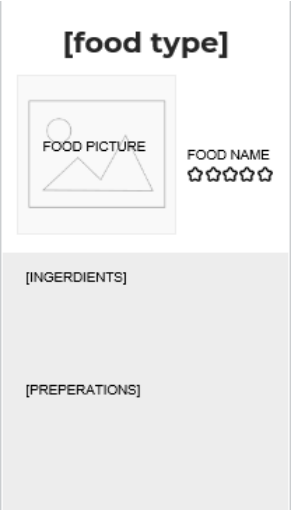 [food type]
FOOD PICTURE
FOOD NAME
[INGERDIENTS]
[PREPERATIONS]